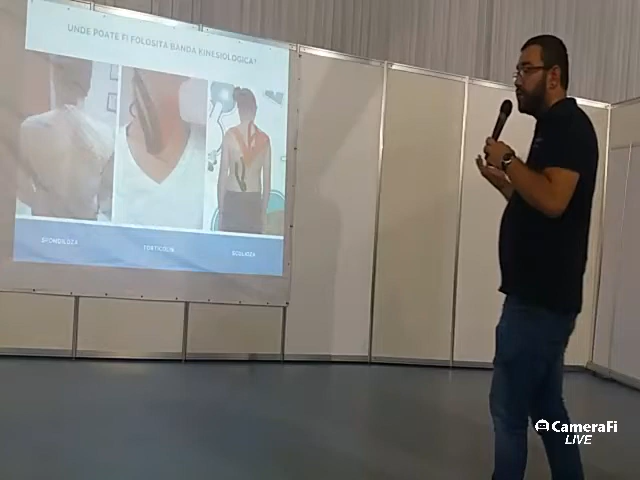 UNDE POATE FI FOLOSITA BANDA KINESIOLOGICA?
SPONDILOZA
TORTICOLIS
SCOLIOZA
CameraFi
LIVE